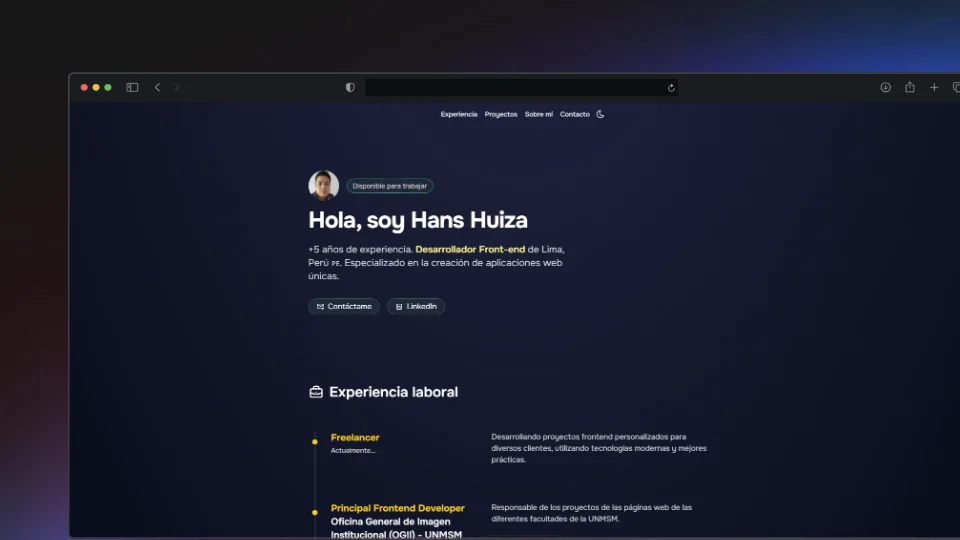 Experiencia Proyectos Sobre mí Contacto
Disponible para trabajar
Hola, soy Hans Huiza
+5 años de experiencia. Desarrollador Front-end de Lima,
Perú PE. Especializado en la creación de aplicaciones web
únicas.
Contáctame LinkedIn
Experiencia laboral
Freelancer
Actualmente...
Desarrollando proyectos frontend personalizados para
diversos clientes, utilizando tecnologías modernas y mejores
prácticas.
Principal Frontend Developer
Oficina General de Imagen
Institucional (OGII) - UNMSM
Responsable de los proyectos de las páginas web de las
diferentes facultades de la UNMSM.